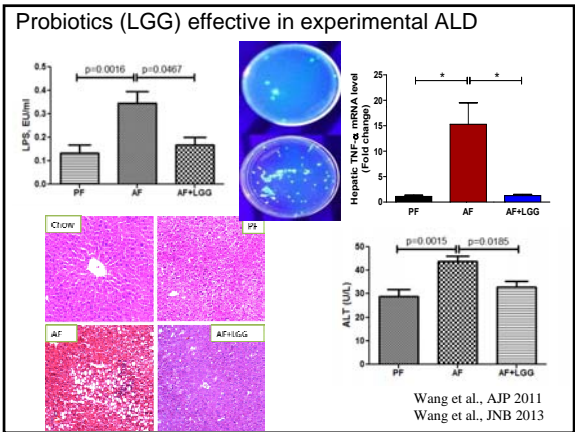 Probiotics (LGG) effective in experimental ALD
p=0.0016 p=0.0467
LPS, EU/ml
0.5
0.4
0.3
0.2
0.1
0.0
PF AF AF+LGG
Hepatic TNF-α mRNA level
(Fold change)
25
20
15
10
5
0
* *
PF AF AF+LGG
Chow
PF
AF
AF+LGG
p=0.0015 p=0.0185
ALT (U/L)
50
40
30
20
10
0
PF AF AF+LGG
Wang et al., AJP 2011
Wang et al., JNB 2013